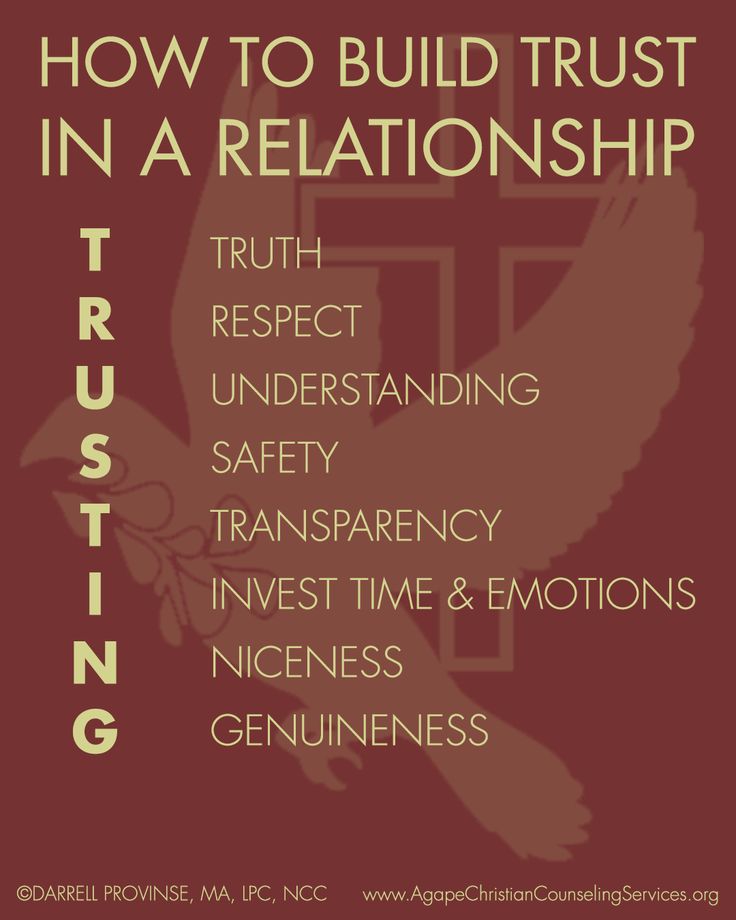 HOW TO BUILD TRUST
IN A RELATIONSHIP
T TRUTH
R RESPECT
U UNDERSTANDING
S SAFETY
T TRANSPARENCY
I INVEST TIME & EMOTIONS
N NICENESS
G GENUINENESS
©DARRELL PROVINSE, MA, LPC, NCC www.AgapeChristianCounselingServices.org